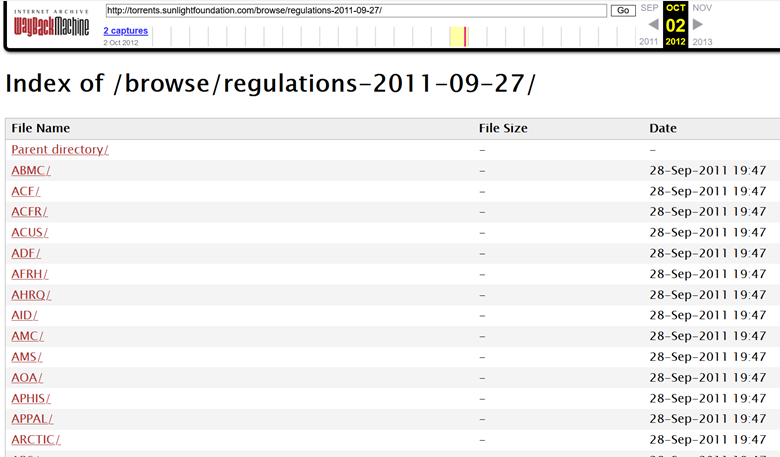 INTERNET ARCHIVE
WayBackMachine
http://torrents.sunlightfoundation.com/browse/regulations-2011-09-27/
Go
2 captures
2 Oct 2012
SEP OCT NOV
02
2011 2012 2013
Index of /browse/regulations-2011-09-27/
File Name File Size Date
Parent directory/ - -
ABMC/ - 28-Sep-2011 19:47
ACF/ - 28-Sep-2011 19:47
ACFR/ - 28-Sep-2011 19:47
ACUS/ - 28-Sep-2011 19:47
ADF/ - 28-Sep-2011 19:47
AFRH/ - 28-Sep-2011 19:47
AHRQ/ - 28-Sep-2011 19:47
AID/ - 28-Sep-2011 19:47
AMC/ - 28-Sep-2011 19:47
AMS/ - 28-Sep-2011 19:47
AOA/ - 28-Sep-2011 19:47
APHIS/ - 28-Sep-2011 19:47
APPAL/ - 28-Sep-2011 19:47
ARCTIC/ - 28-Sep-2011 19:47